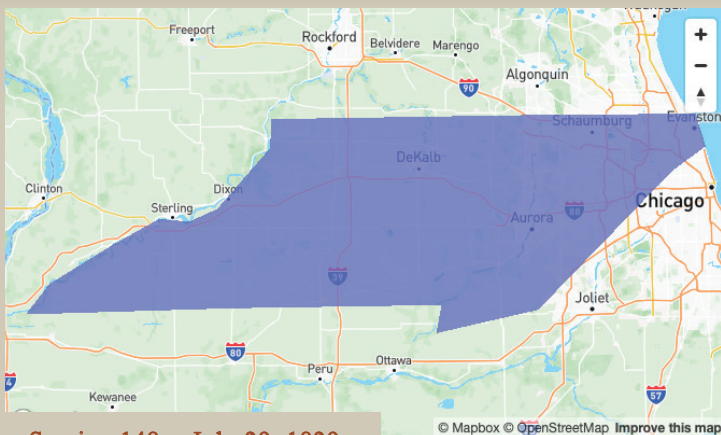 Waukegan
Freeport
Rockford
Belvidere
Marengo
+
Algonquin
−
90
Schaumburg
Evanston
DeKalb
Clinton
Dixon
Sterling
Chicago
Aurora
88
39
Joliet
80
Peru
Ottawa
Kewanee
57
© Mapbox © OpenStreetMap Improve this map